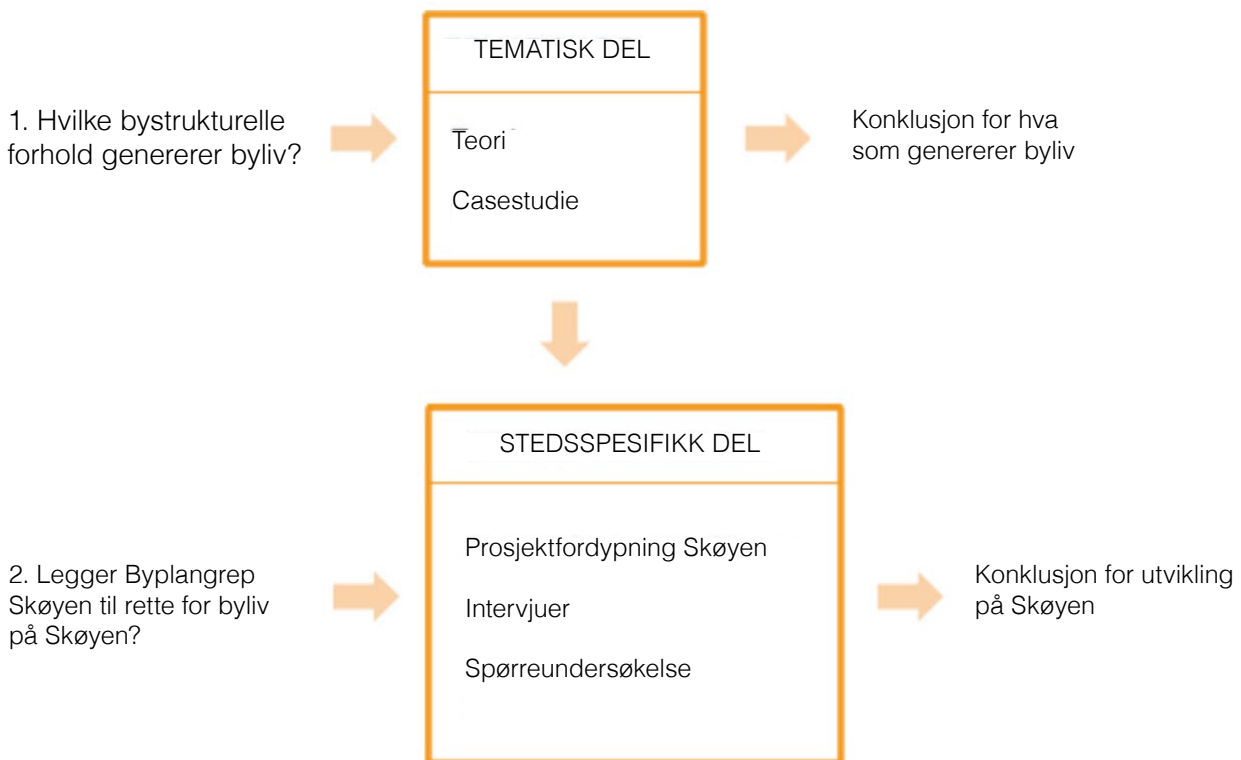 TEMATISK DEL
1. Hvilke bystrukturelle
forhold genererer byliv?
Teori
Casestudie
Konklusjon for hva
som genererer byliv
STEDSSPESIFIKK DEL
2. Legger Byplangrep
Skøyen til rette for byliv
på Skøyen?
Prosjektfordypning Skøyen
Intervjuer
Spørreundersøkelse
Konklusjon for utvikling
på Skøyen